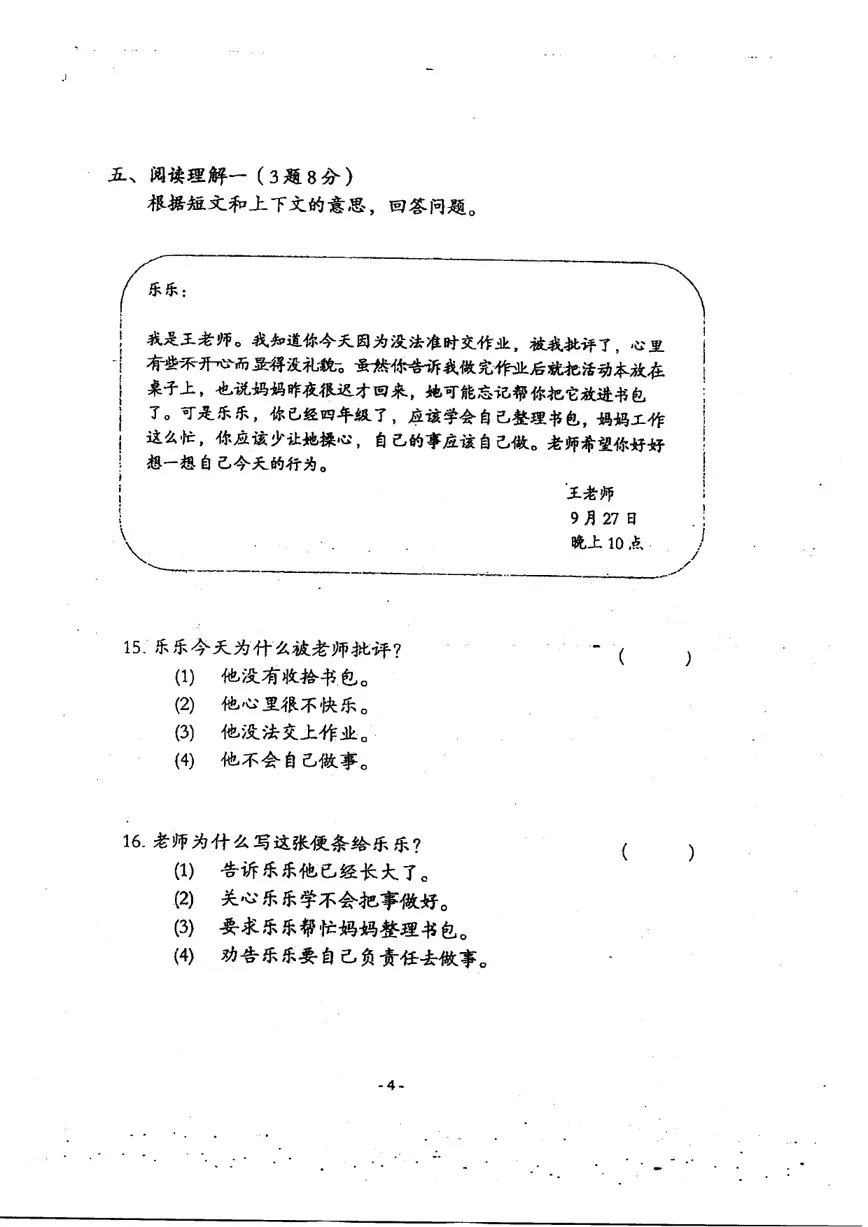 五、阅读理解一（3题8分）
根据短文和上下文的意思，回答问题。
乐乐：
我是王老师。我知道你今天因为没法准时交作业，被我批评了，心里
有些不开心而显得没礼貌。虽然你告诉我做完作业后就把活动本放在
桌子上，也说妈妈昨夜很迟才回来，她可能忘记帮你把它放进书包
了。可是乐乐，你已经四年级了，应该学会自己整理书包，妈妈工作
这么忙，你应该少让她操心，自己的事应该自己做。老师希望你好好
想一想自己今天的行为。
王老师
9月27日
晚上10点
15. 乐乐今天为什么被老师批评？ （ ）
(1) 他没有收拾书包。
(2) 他心里很不快乐。
(3) 他没法交上作业。
(4) 他不会自己做事。
16. 老师为什么写这张便条给乐乐？ （ ）
(1) 告诉乐乐他已经长大了。
(2) 关心乐乐学不会把事做好。
(3) 要求乐乐帮忙妈妈整理书包。
(4) 劝告乐乐要自己负责任去做事。
- 4 -